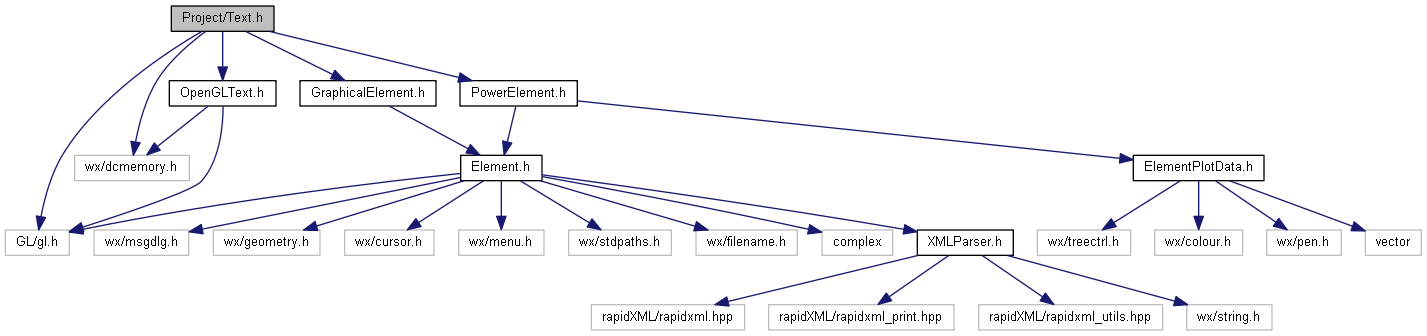 Project/Text.h
OpenGLText.h
GraphicalElement.h
PowerElement.h
wx/dcmemory.h
Element.h
ElementPlotData.h
GL/gl.h
wx/msgdlg.h
wx/geometry.h
wx/cursor.h
wx/menu.h
wx/stdpaths.h
wx/filename.h
complex
XMLParser.h
wx/treectrl.h
wx/colour.h
wx/pen.h
vector
rapidXML/rapidxml.hpp
rapidXML/rapidxml_print.hpp
rapidXML/rapidxml_utils.hpp
wx/string.h